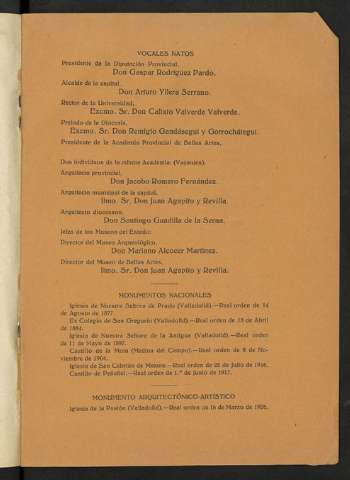 VOCALES NATOS
Presidente de la Diputación Provincial,
Don Gaspar Rodríguez Pardo.
Alcalde de la capital,
Don Arturo Yllera Serrano.
Rector de la Universidad,
Excmo. Sr. Don Calixto Valverde Valverde.
Prelado de la Diócesis,
Excmo. Sr. Don Remigio Gandásegui y Gorrochátegui.
Presidente de la Academia Provincial de Bellas Artes,
Dos individuos de la misma Academia: (Vacantes).
Arquitecto provincial,
Don Jacobo Romero Fernández.
Arquitecto municipal de la capital,
Ilmo. Sr. Don Juan Agapito y Revilla.
Arquitecto diocesano,
Don Santiago Guadilla de la Serna.
Jefes de los Museos del Estado:
Director del Museo Arqueológico,
Don Mariano Alcocer Martínez.
Director del Museo de Bellas Artes,
Ilmo. Sr. Don Juan Agapito y Revilla.
MONUMENTOS NACIONALES
Iglesia de Nuestra Señora de Prado (Valladolid).—Real orden de 14
de Agosto de 1877.
Ex Colegio de San Gregorio (Valladolid).—Real orden de 18 de Abril
de 1884.
Iglesia de Nuestra Señora de la Antigua (Valladolid).—Real orden
de 11 de Mayo de 1897.
Castillo de la Mota (Medina del Campo).—Real orden de 8 de No-
viembre de 1904.
Iglesia de San Cebrián de Mazote.—Real orden de 26 de Julio de 1916.
Castillo de Peñafiel.—Real orden de 1.º de Junio de 1917.
MONUMENTO ARQUITECTÓNICO-ARTÍSTICO
Iglesia de la Pasión (Valladolid).—Real orden de 16 de Marzo de 1928.